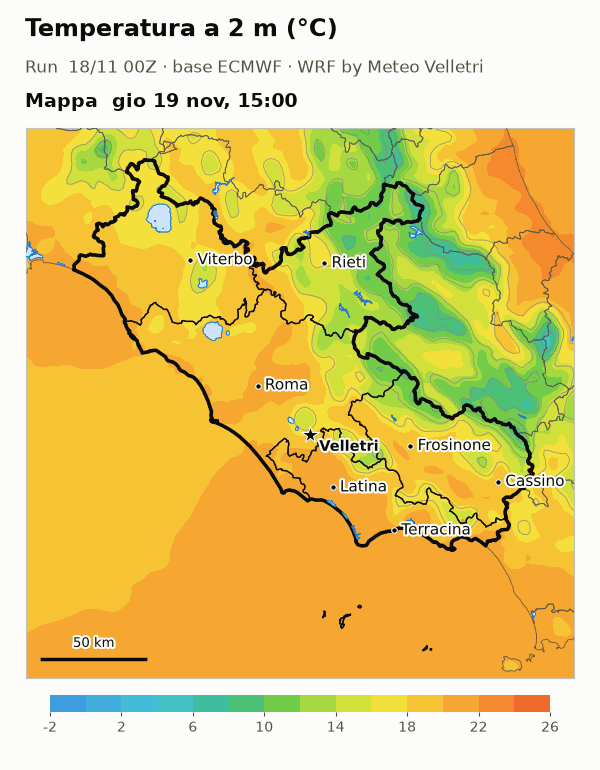 Temperatura a 2 m (°C)
Run  18/11 00Z · base ECMWF · WRF by Meteo Velletri
Mappa  gio 19 nov, 15:00
Viterbo
Rieti
Roma
Velletri
Frosinone
Latina
Cassino
Terracina
50 km
-2 2 6 10 14 18 22 26